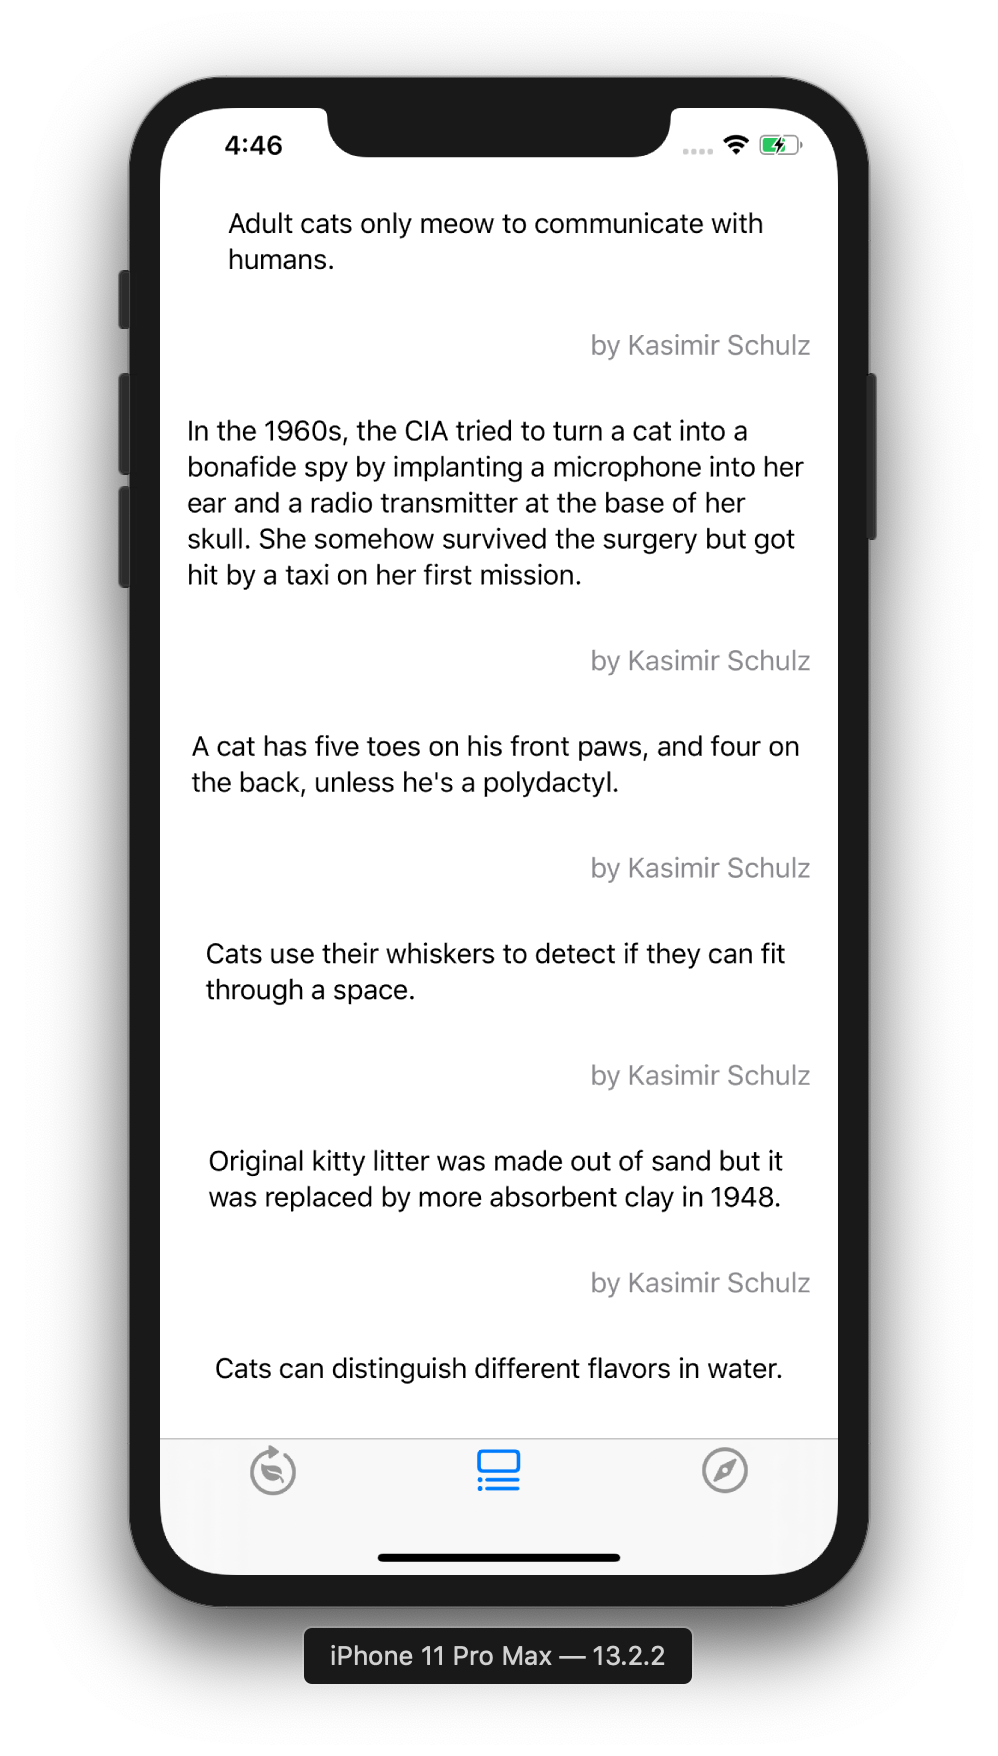 4:46
Adult cats only meow to communicate with
humans.
by Kasimir Schulz
In the 1960s, the CIA tried to turn a cat into a
bonafide spy by implanting a microphone into her
ear and a radio transmitter at the base of her
skull. She somehow survived the surgery but got
hit by a taxi on her first mission.
by Kasimir Schulz
A cat has five toes on his front paws, and four on
the back, unless he's a polydactyl.
by Kasimir Schulz
Cats use their whiskers to detect if they can fit
through a space.
by Kasimir Schulz
Original kitty litter was made out of sand but it
was replaced by more absorbent clay in 1948.
by Kasimir Schulz
Cats can distinguish different flavors in water.
iPhone 11 Pro Max — 13.2.2